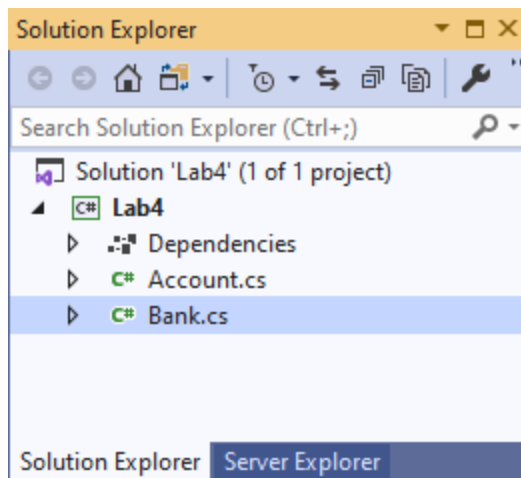 Solution Explorer
Search Solution Explorer (Ctrl+;)
Solution 'Lab4' (1 of 1 project)
C# Lab4
Dependencies
C# Account.cs
C# Bank.cs
Solution Explorer Server Explorer